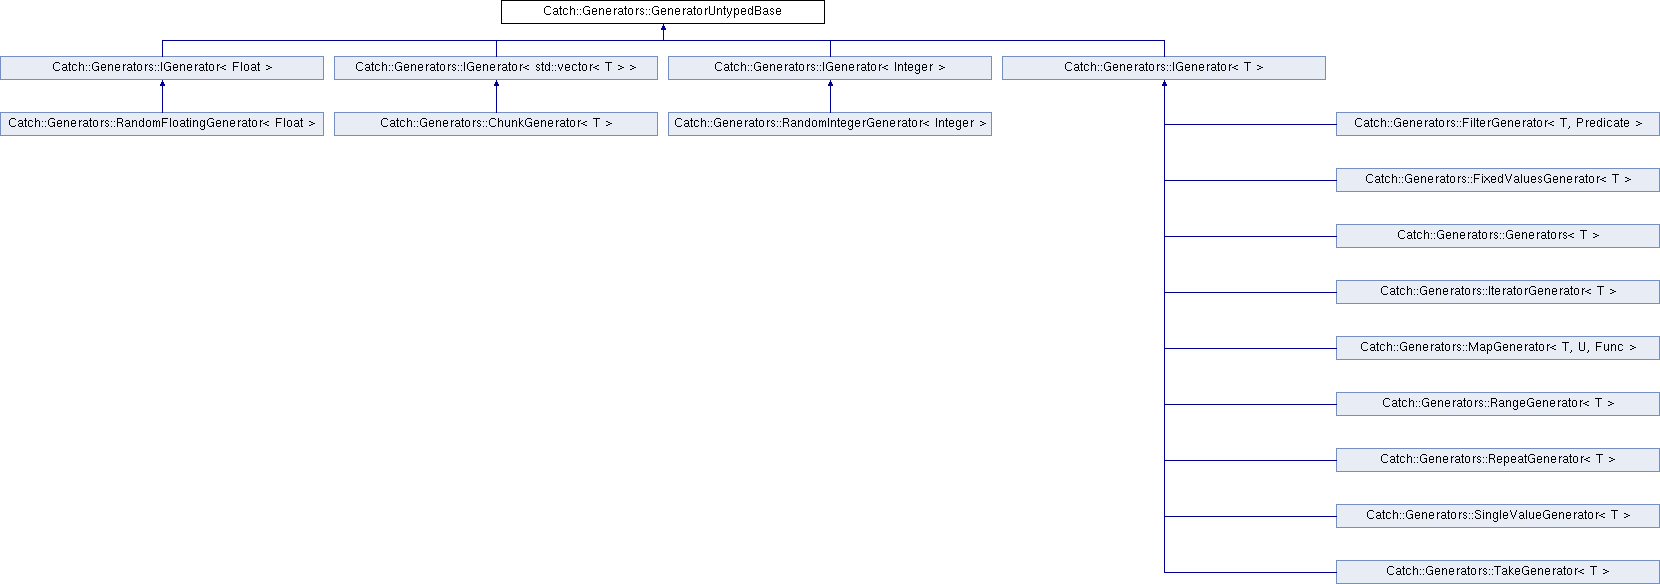 Catch::Generators::GeneratorUntypedBase
Catch::Generators::IGenerator< Float >
Catch::Generators::IGenerator< std::vector< T > >
Catch::Generators::IGenerator< Integer >
Catch::Generators::IGenerator< T >
Catch::Generators::RandomFloatingGenerator< Float >
Catch::Generators::ChunkGenerator< T >
Catch::Generators::RandomIntegerGenerator< Integer >
Catch::Generators::FilterGenerator< T, Predicate >
Catch::Generators::FixedValuesGenerator< T >
Catch::Generators::Generators< T >
Catch::Generators::IteratorGenerator< T >
Catch::Generators::MapGenerator< T, U, Func >
Catch::Generators::RangeGenerator< T >
Catch::Generators::RepeatGenerator< T >
Catch::Generators::SingleValueGenerator< T >
Catch::Generators::TakeGenerator< T >